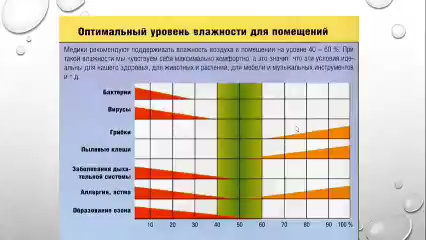 Оптимальный уровень влажности для помещений
Медики рекомендуют поддерживать влажность воздуха в помещении на уровне 40 – 60 %. При
такой влажности мы чувствуем себя максимально комфортно, а это значит, что эти условия иде-
альны для нашего здоровья, для животных и растений, для мебели и музыкальных инструментов
и т.д.
Бактерии
Вирусы
Грибки
Пылевые клещи
Заболевания дыха-
тельной системы
Аллергия, астма
Образование озона
10 20 30 40 50 60 70 80 90 100 %